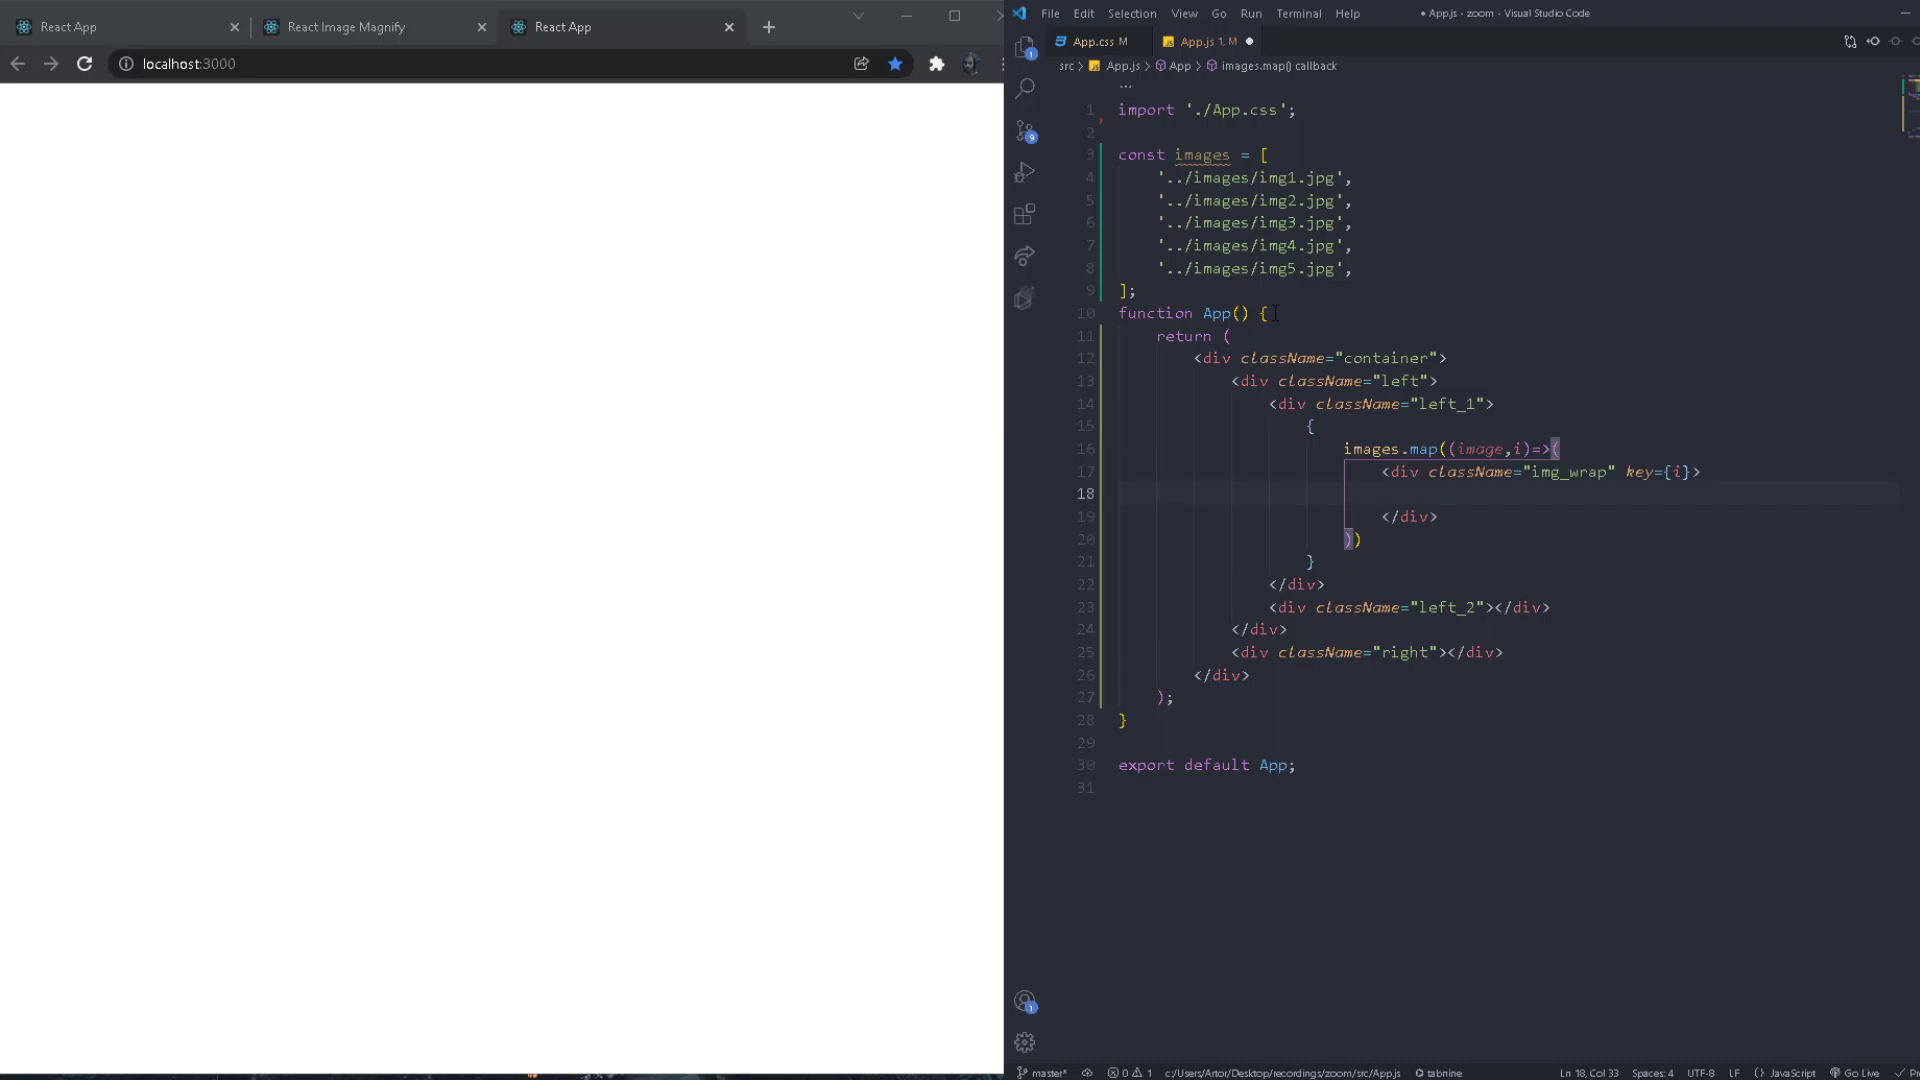 React App
React Image Magnify
React App
localhost:3000
File Edit Selection View Go Run Terminal Help
● App.js - zoom - Visual Studio Code
App.css M
App.js 1, M
src > App.js > App > images.map() callback
...
1 import './App.css';
2
3 const images = [
4 '../images/img1.jpg',
5 '../images/img2.jpg',
6 '../images/img3.jpg',
7 '../images/img4.jpg',
8 '../images/img5.jpg',
9 ];
10 function App() {
11 return (
12 <div className="container">
13 <div className="left">
14 <div className="left_1">
15 {
16 images.map((image,i)=>(
17 <div className="img_wrap" key={i}>
18
19 </div>
20 ))
21 }
22 </div>
23 <div className="left_2"></div>
24 </div>
25 <div className="right"></div>
26 </div>
27 );
28 }
29
30 export default App;
31
1
9
1
master* 0 1 c:/Users/Artor/Desktop/recordings/zoom/src/App.js tabnine Ln 18, Col 33 Spaces: 4 UTF-8 LF {} JavaScript Go Live